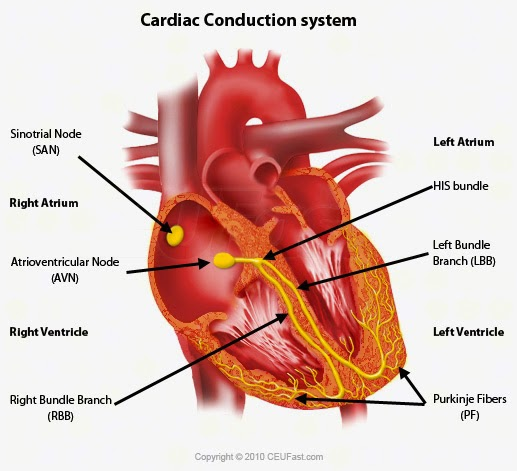 Cardiac Conduction system
Sinotrial Node
(SAN)
Left Atrium
HIS bundle
Right Atrium
Left Bundle
Branch (LBB)
Atrioventricular Node
(AVN)
Right Ventricle
Left Ventricle
Right Bundle Branch
(RBB)
Purkinje Fibers
(PF)
Copyright © 2010 CEUFast.com